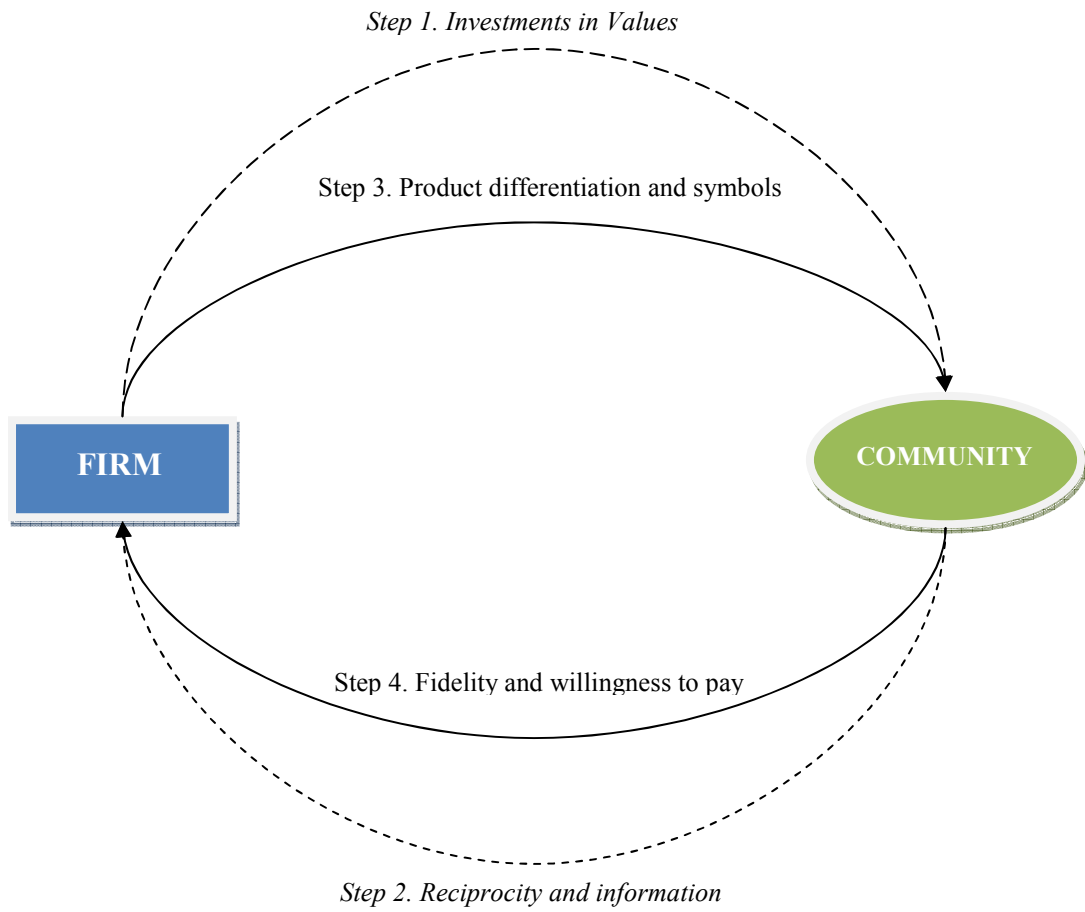 Step 1. Investments in Values
Step 3. Product differentiation and symbols
FIRM
COMMUNITY
Step 4. Fidelity and willingness to pay
Step 2. Reciprocity and information